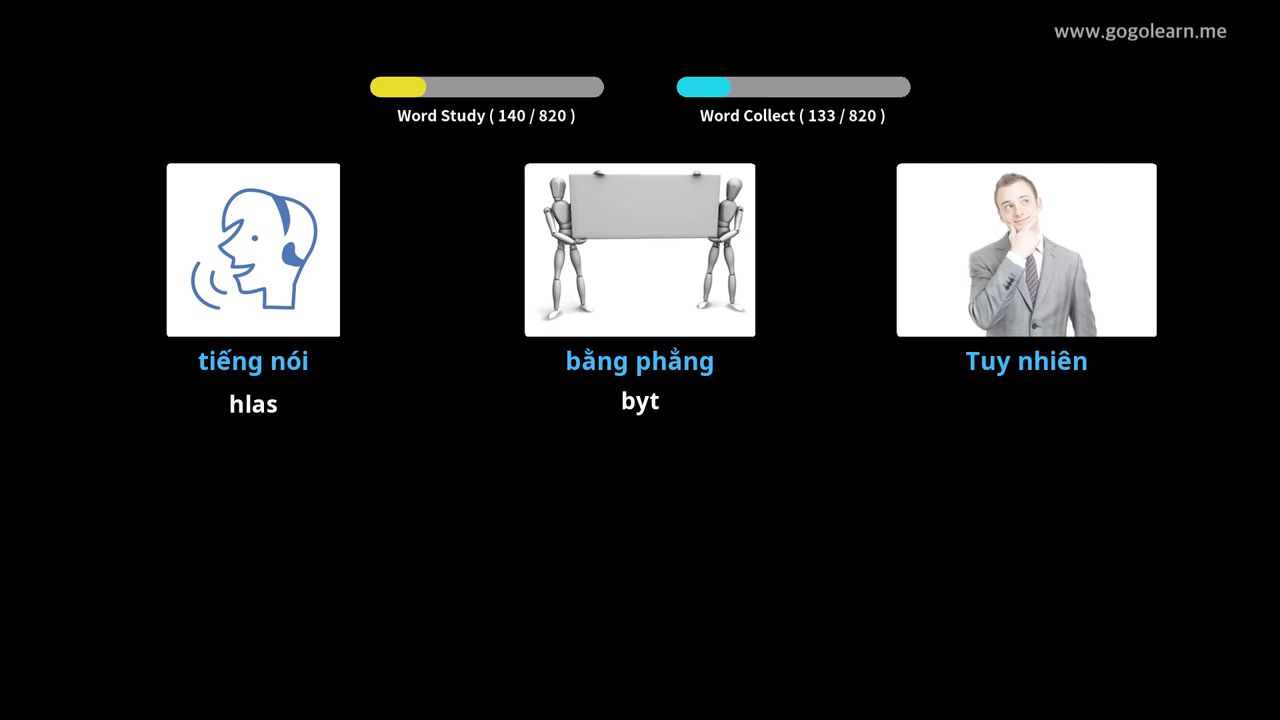 www.gogolearn.me
Word Study ( 140 / 820 )
Word Collect ( 133 / 820 )
tiếng nói
bằng phẳng
Tuy nhiên
hlas
byt